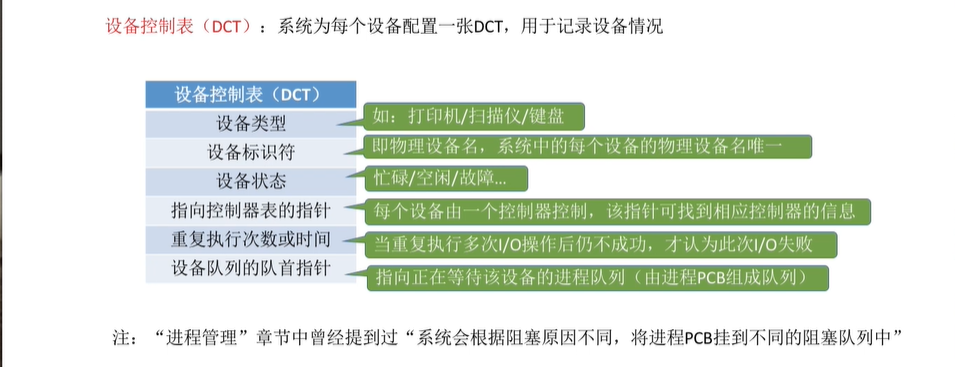 设备控制表（DCT）：系统为每个设备配置一张DCT，用于记录设备情况
设备控制表（DCT）
设备类型
如：打印机/扫描仪/键盘
设备标识符
即物理设备名，系统中的每个设备的物理设备名唯一
设备状态
忙碌/空闲/故障...
指向控制器表的指针
每个设备由一个控制器控制，该指针可找到相应控制器的信息
重复执行次数或时间
当重复执行多次I/O操作后仍不成功，才认为此次I/O失败
设备队列的队首指针
指向正在等待该设备的进程队列（由进程PCB组成队列）
注：“进程管理”章节中曾经提到过“系统会根据阻塞原因不同，将进程PCB挂到不同的阻塞队列中”